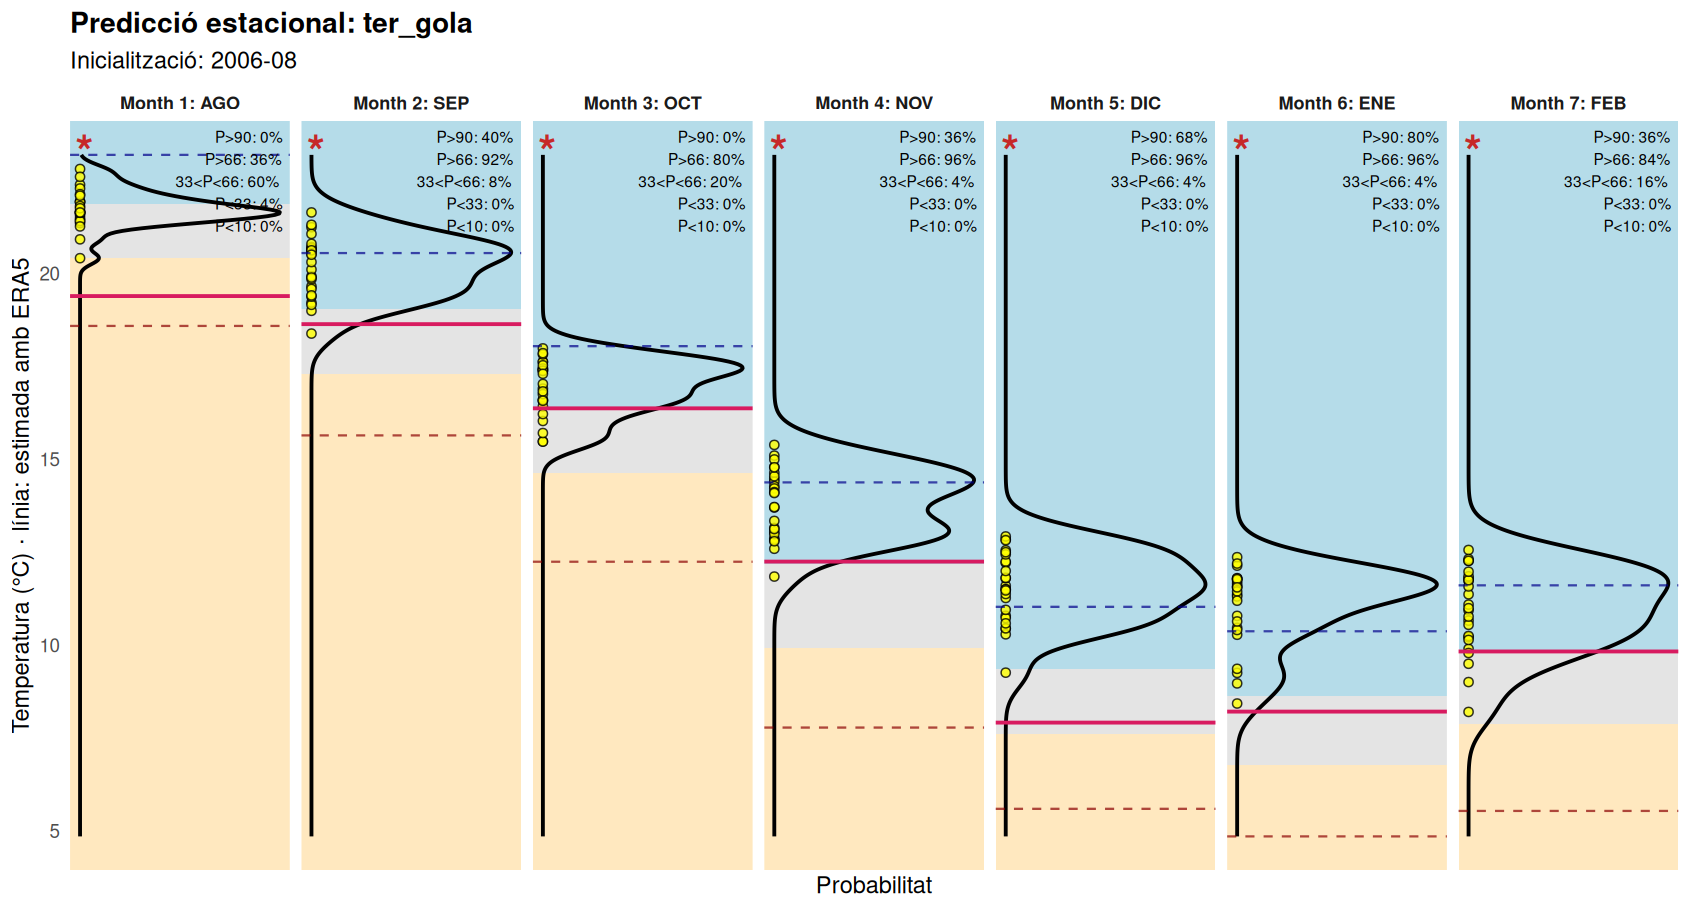 Predicció estacional: ter_gola
Inicialització: 2006-08
Month 1: AGO
Month 2: SEP
Month 3: OCT
Month 4: NOV
Month 5: DIC
Month 6: ENE
Month 7: FEB
P>90: 0%
P>66: 36%
33<P<66: 60%
P<33: 4%
P<10: 0%
P>90: 40%
P>66: 92%
33<P<66: 8%
P<33: 0%
P<10: 0%
P>90: 0%
P>66: 80%
33<P<66: 20%
P<33: 0%
P<10: 0%
P>90: 36%
P>66: 96%
33<P<66: 4%
P<33: 0%
P<10: 0%
P>90: 68%
P>66: 96%
33<P<66: 4%
P<33: 0%
P<10: 0%
P>90: 80%
P>66: 96%
33<P<66: 4%
P<33: 0%
P<10: 0%
P>90: 36%
P>66: 84%
33<P<66: 16%
P<33: 0%
P<10: 0%
20
15
10
5
Temperatura (°C) · línia: estimada amb ERA5
Probabilitat